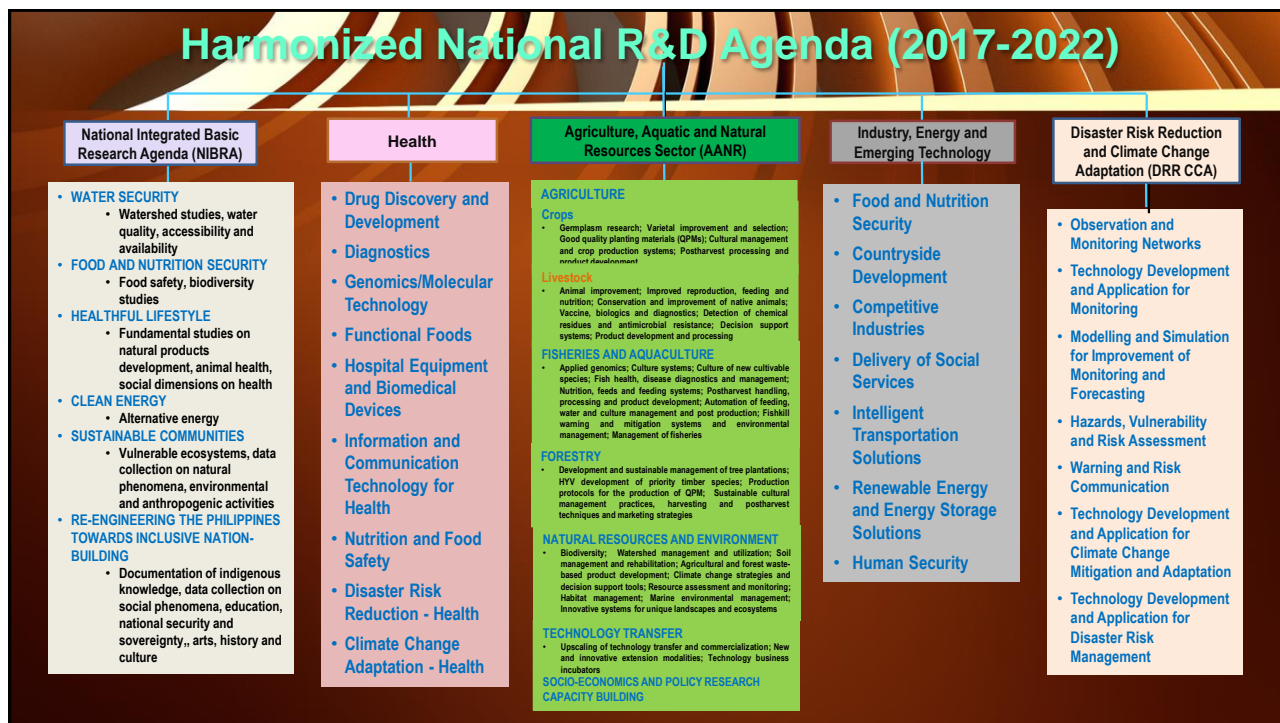 Harmonized National R&D Agenda (2017-2022)
National Integrated Basic
Research Agenda (NIBRA)
• WATER SECURITY
• Watershed studies, water
quality, accessibility and
availability
• FOOD AND NUTRITION SECURITY
• Food safety, biodiversity
studies
• HEALTHFUL LIFESTYLE
• Fundamental studies on
natural products
development, animal health,
social dimensions on health
• CLEAN ENERGY
• Alternative energy
• SUSTAINABLE COMMUNITIES
• Vulnerable ecosystems, data
collection on natural
phenomena, environmental
and anthropogenic activities
• RE-ENGINEERING THE PHILIPPINES
TOWARDS INCLUSIVE NATION-
BUILDING
• Documentation of indigenous
knowledge, data collection on
social phenomena, education,
national security and
sovereignty,, arts, history and
culture
Health
• Drug Discovery and
Development
• Diagnostics
• Genomics/Molecular
Technology
• Functional Foods
• Hospital Equipment
and Biomedical
Devices
• Information and
Communication
Technology for
Health
• Nutrition and Food
Safety
• Disaster Risk
Reduction - Health
• Climate Change
Adaptation - Health
Agriculture, Aquatic and Natural
Resources Sector (AANR)
AGRICULTURE
Crops
• Germplasm research; Varietal improvement and selection;
Good quality planting materials (QPMs); Cultural management
and crop production systems; Postharvest processing and
product development
Livestock
• Animal improvement; Improved reproduction, feeding and
nutrition; Conservation and improvement of native animals;
Vaccine, biologics and diagnostics; Detection of chemical
residues and antimicrobial resistance; Decision support
systems; Product development and processing
FISHERIES AND AQUACULTURE
• Applied genomics; Culture systems; Culture of new cultivable
species; Fish health, disease diagnostics and management;
Nutrition, feeds and feeding systems; Postharvest handling,
processing and product development; Automation of feeding,
water and culture management and post production; Fishkill
warning and mitigation systems and environmental
management; Management of fisheries
FORESTRY
• Development and sustainable management of tree plantations;
HYV development of priority timber species; Production
protocols for the production of QPM; Sustainable cultural
management practices, harvesting and postharvest
techniques and marketing strategies
NATURAL RESOURCES AND ENVIRONMENT
• Biodiversity; Watershed management and utilization; Soil
management and rehabilitation; Agricultural and forest waste-
based product development; Climate change strategies and
decision support tools; Resource assessment and monitoring;
Habitat management; Marine environmental management;
Innovative systems for unique landscapes and ecosystems
TECHNOLOGY TRANSFER
• Upscaling of technology transfer and commercialization; New
and innovative extension modalities; Technology business
incubators
SOCIO-ECONOMICS AND POLICY RESEARCH
CAPACITY BUILDING
Industry, Energy and
Emerging Technology
• Food and Nutrition
Security
• Countryside
Development
• Competitive
Industries
• Delivery of Social
Services
• Intelligent
Transportation
Solutions
• Renewable Energy
and Energy Storage
Solutions
• Human Security
Disaster Risk Reduction
and Climate Change
Adaptation (DRR CCA)
• Observation and
Monitoring Networks
• Technology Development
and Application for
Monitoring
• Modelling and Simulation
for Improvement of
Monitoring and
Forecasting
• Hazards, Vulnerability
and Risk Assessment
• Warning and Risk
Communication
• Technology Development
and Application for
Climate Change
Mitigation and Adaptation
• Technology Development
and Application for
Disaster Risk
Management